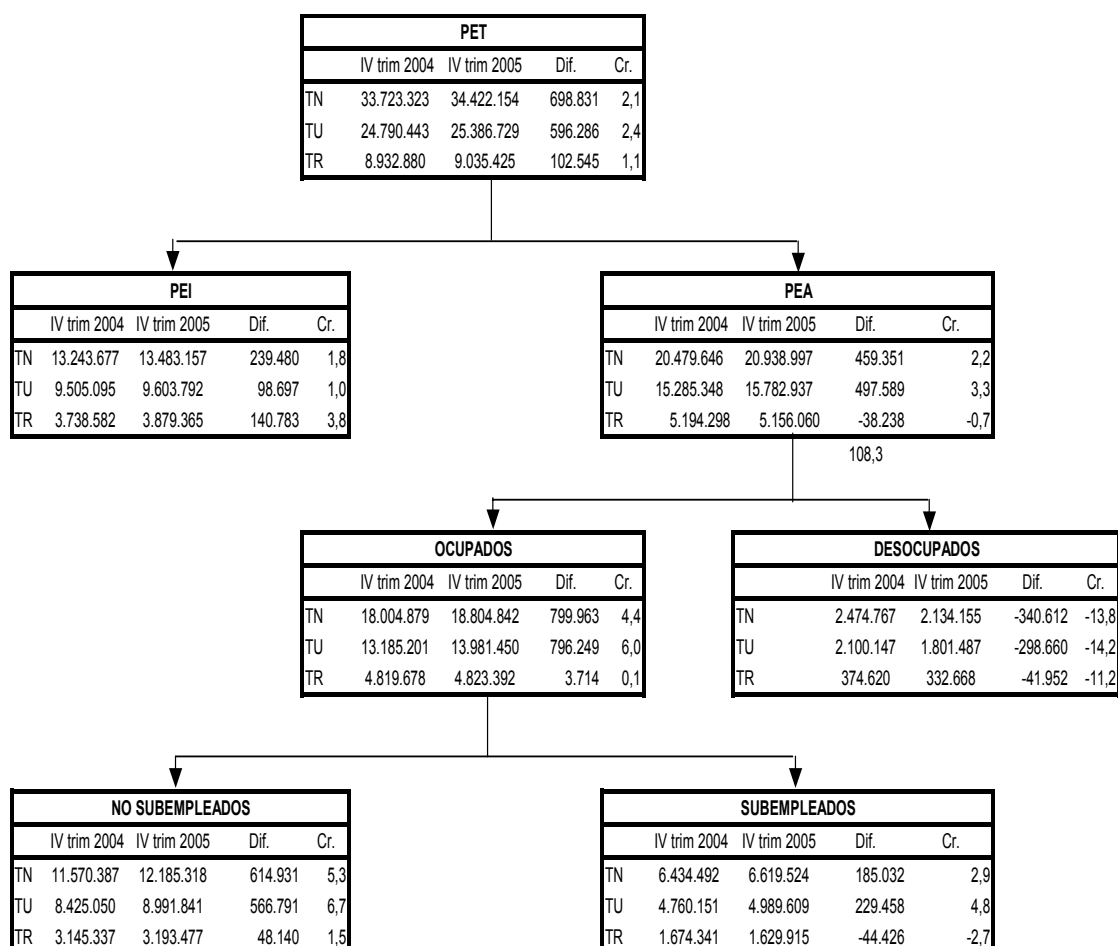 PET
IV trim 2004 IV trim 2005 Dif. Cr.
TN 33.723.323 34.422.154 698.831 2,1
TU 24.790.443 25.386.729 596.286 2,4
TR 8.932.880 9.035.425 102.545 1,1
PEI
IV trim 2004 IV trim 2005 Dif. Cr.
TN 13.243.677 13.483.157 239.480 1,8
TU 9.505.095 9.603.792 98.697 1,0
TR 3.738.582 3.879.365 140.783 3,8
PEA
IV trim 2004 IV trim 2005 Dif. Cr.
TN 20.479.646 20.938.997 459.351 2,2
TU 15.285.348 15.782.937 497.589 3,3
TR 5.194.298 5.156.060 -38.238 -0,7
108,3
OCUPADOS
IV trim 2004 IV trim 2005 Dif. Cr.
TN 18.004.879 18.804.842 799.963 4,4
TU 13.185.201 13.981.450 796.249 6,0
TR 4.819.678 4.823.392 3.714 0,1
DESOCUPADOS
IV trim 2004 IV trim 2005 Dif. Cr.
TN 2.474.767 2.134.155 -340.612 -13,8
TU 2.100.147 1.801.487 -298.660 -14,2
TR 374.620 332.668 -41.952 -11,2
NO SUBEMPLEADOS
IV trim 2004 IV trim 2005 Dif. Cr.
TN 11.570.387 12.185.318 614.931 5,3
TU 8.425.050 8.991.841 566.791 6,7
TR 3.145.337 3.193.477 48.140 1,5
SUBEMPLEADOS
IV trim 2004 IV trim 2005 Dif. Cr.
TN 6.434.492 6.619.524 185.032 2,9
TU 4.760.151 4.989.609 229.458 4,8
TR 1.674.341 1.629.915 -44.426 -2,7